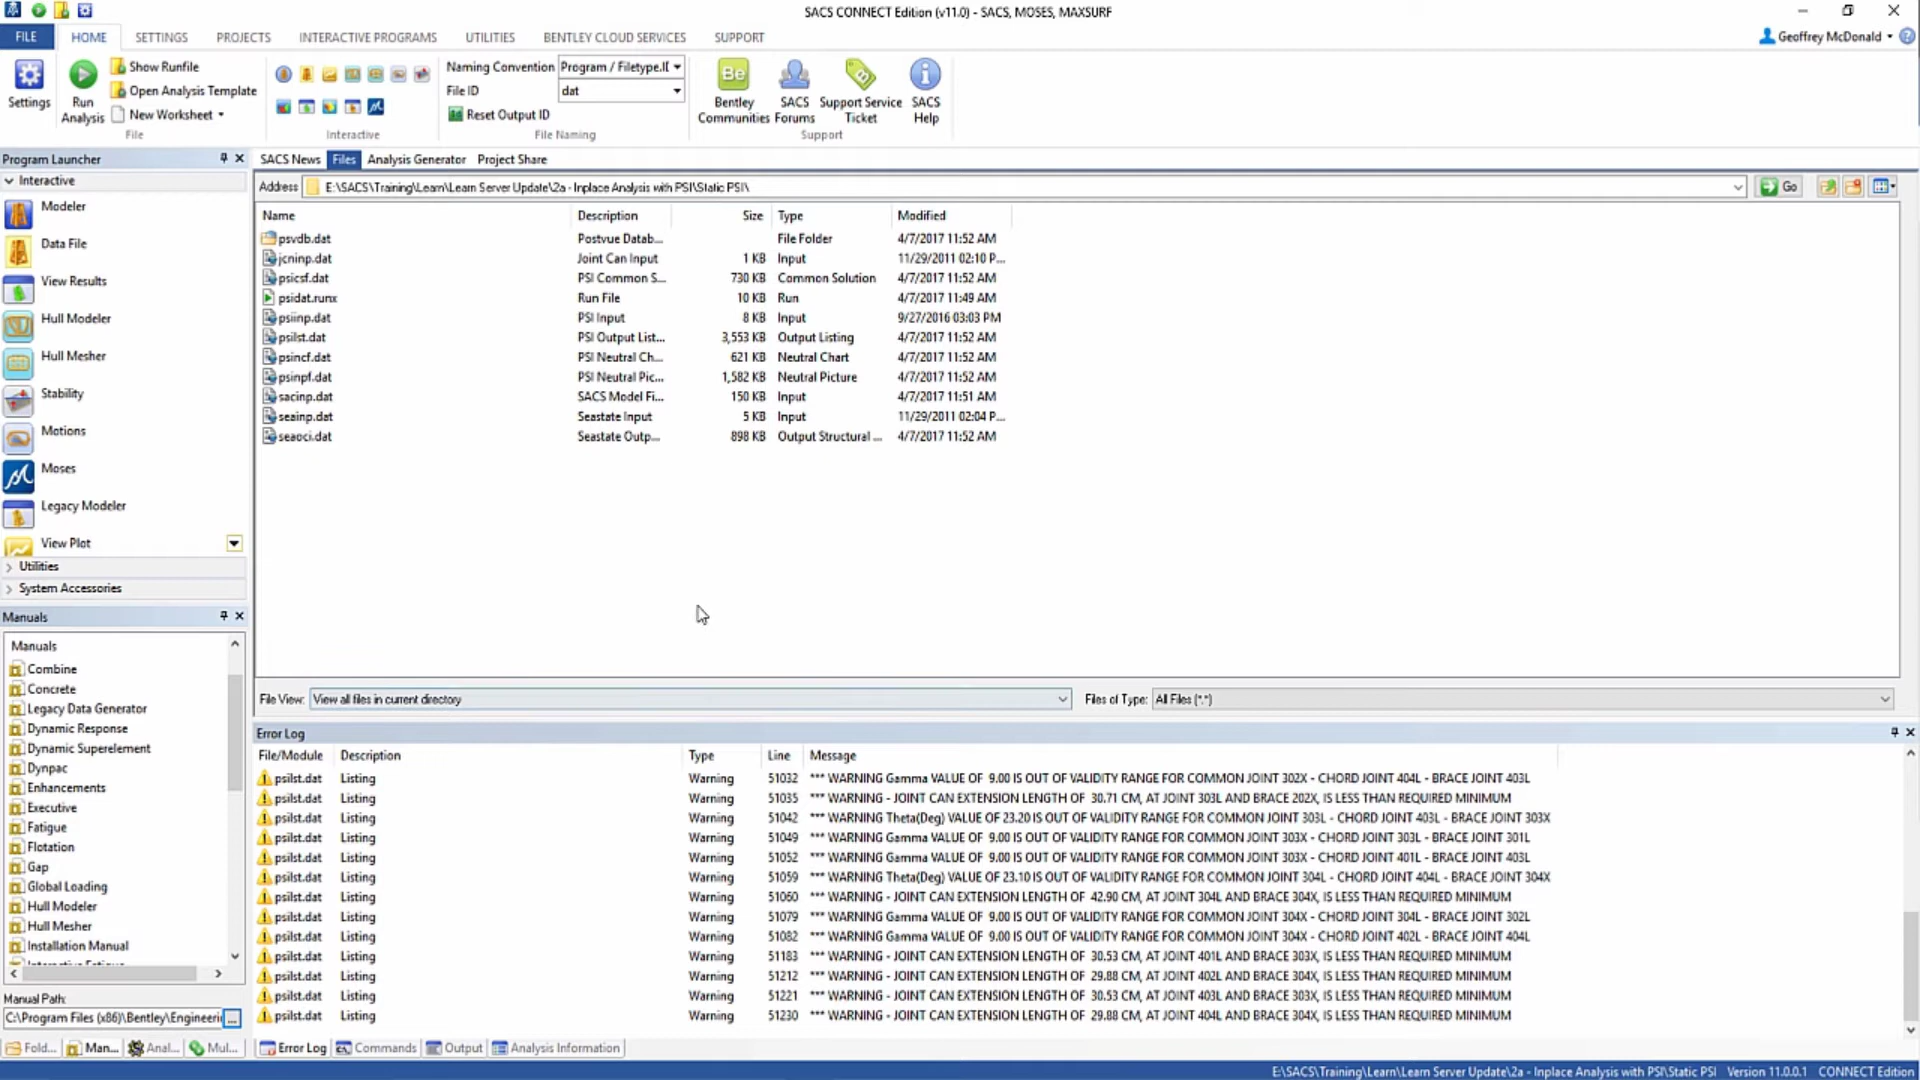 SACS CONNECT Edition (v11.0) - SACS, MOSES, MAXSURF
FILE HOME SETTINGS PROJECTS INTERACTIVE PROGRAMS UTILITIES BENTLEY CLOUD SERVICES SUPPORT Geoffrey McDonald
Settings
Run Analysis
Show Runfile
Open Analysis Template
New Worksheet
File
Interactive
Naming Convention Program / Filetype.ID
File ID dat
Reset Output ID
File Naming
Bentley Communities
SACS Forums
Support Service Ticket
SACS Help
Support
Program Launcher
Interactive
Modeler
Data File
View Results
Hull Modeler
Hull Mesher
Stability
Motions
Moses
Legacy Modeler
View Plot
Utilities
System Accessories
Manuals
Manuals
Combine
Concrete
Legacy Data Generator
Dynamic Response
Dynamic Superelement
Dynpac
Enhancements
Executive
Fatigue
Flotation
Gap
Global Loading
Hull Modeler
Hull Mesher
Installation Manual
Manual Path:
C:\Program Files (x86)\Bentley\Engineeri ...
Fold... Man... Anal... Mul...
SACS News Files Analysis Generator Project Share
Address E:\SACS\Training\Learn\Learn Server Update\2a - Inplace Analysis with PSI\Static PSI\ Go
Name Description Size Type Modified
psvdb.dat Postvue Datab... File Folder 4/7/2017 11:52 AM
jcninp.dat Joint Can Input 1 KB Input 11/29/2011 02:10 P...
psicsf.dat PSI Common S... 730 KB Common Solution 4/7/2017 11:52 AM
psidat.runx Run File 10 KB Run 4/7/2017 11:49 AM
psiinp.dat PSI Input 8 KB Input 9/27/2016 03:03 PM
psilst.dat PSI Output List... 3,553 KB Output Listing 4/7/2017 11:52 AM
psincf.dat PSI Neutral Ch... 621 KB Neutral Chart 4/7/2017 11:52 AM
psinpf.dat PSI Neutral Pic... 1,582 KB Neutral Picture 4/7/2017 11:52 AM
sacinp.dat SACS Model Fi... 150 KB Input 4/7/2017 11:51 AM
seainp.dat Seastate Input 5 KB Input 11/29/2011 02:04 P...
seaoci.dat Seastate Outp... 898 KB Output Structural ... 4/7/2017 11:52 AM
File View: View all files in current directory Files of Type: All Files (*.*)
Error Log
File/Module Description Type Line Message
psilst.dat Listing Warning 51032 *** WARNING Gamma VALUE OF 9.00 IS OUT OF VALIDITY RANGE FOR COMMON JOINT 302X - CHORD JOINT 404L - BRACE JOINT 403L
psilst.dat Listing Warning 51035 *** WARNING - JOINT CAN EXTENSION LENGTH OF 30.71 CM, AT JOINT 303L AND BRACE 202X, IS LESS THAN REQUIRED MINIMUM
psilst.dat Listing Warning 51042 *** WARNING Theta(Deg) VALUE OF 23.20 IS OUT OF VALIDITY RANGE FOR COMMON JOINT 303L - CHORD JOINT 403L - BRACE JOINT 303X
psilst.dat Listing Warning 51049 *** WARNING Gamma VALUE OF 9.00 IS OUT OF VALIDITY RANGE FOR COMMON JOINT 303X - CHORD JOINT 303L - BRACE JOINT 301L
psilst.dat Listing Warning 51052 *** WARNING Gamma VALUE OF 9.00 IS OUT OF VALIDITY RANGE FOR COMMON JOINT 303X - CHORD JOINT 401L - BRACE JOINT 403L
psilst.dat Listing Warning 51059 *** WARNING Theta(Deg) VALUE OF 23.10 IS OUT OF VALIDITY RANGE FOR COMMON JOINT 304L - CHORD JOINT 404L - BRACE JOINT 304X
psilst.dat Listing Warning 51060 *** WARNING - JOINT CAN EXTENSION LENGTH OF 42.90 CM, AT JOINT 304L AND BRACE 304X, IS LESS THAN REQUIRED MINIMUM
psilst.dat Listing Warning 51079 *** WARNING Gamma VALUE OF 9.00 IS OUT OF VALIDITY RANGE FOR COMMON JOINT 304X - CHORD JOINT 304L - BRACE JOINT 302L
psilst.dat Listing Warning 51082 *** WARNING Gamma VALUE OF 9.00 IS OUT OF VALIDITY RANGE FOR COMMON JOINT 304X - CHORD JOINT 402L - BRACE JOINT 404L
psilst.dat Listing Warning 51183 *** WARNING - JOINT CAN EXTENSION LENGTH OF 30.53 CM, AT JOINT 401L AND BRACE 303X, IS LESS THAN REQUIRED MINIMUM
psilst.dat Listing Warning 51212 *** WARNING - JOINT CAN EXTENSION LENGTH OF 29.88 CM, AT JOINT 402L AND BRACE 304X, IS LESS THAN REQUIRED MINIMUM
psilst.dat Listing Warning 51221 *** WARNING - JOINT CAN EXTENSION LENGTH OF 30.53 CM, AT JOINT 403L AND BRACE 303X, IS LESS THAN REQUIRED MINIMUM
psilst.dat Listing Warning 51230 *** WARNING - JOINT CAN EXTENSION LENGTH OF 29.88 CM, AT JOINT 404L AND BRACE 304X, IS LESS THAN REQUIRED MINIMUM
Error Log Commands Output Analysis Information
E:\SACS\Training\Learn\Learn Server Update\2a - Inplace Analysis with PSI\Static PSI Version 11.0.0.1 CONNECT Edition